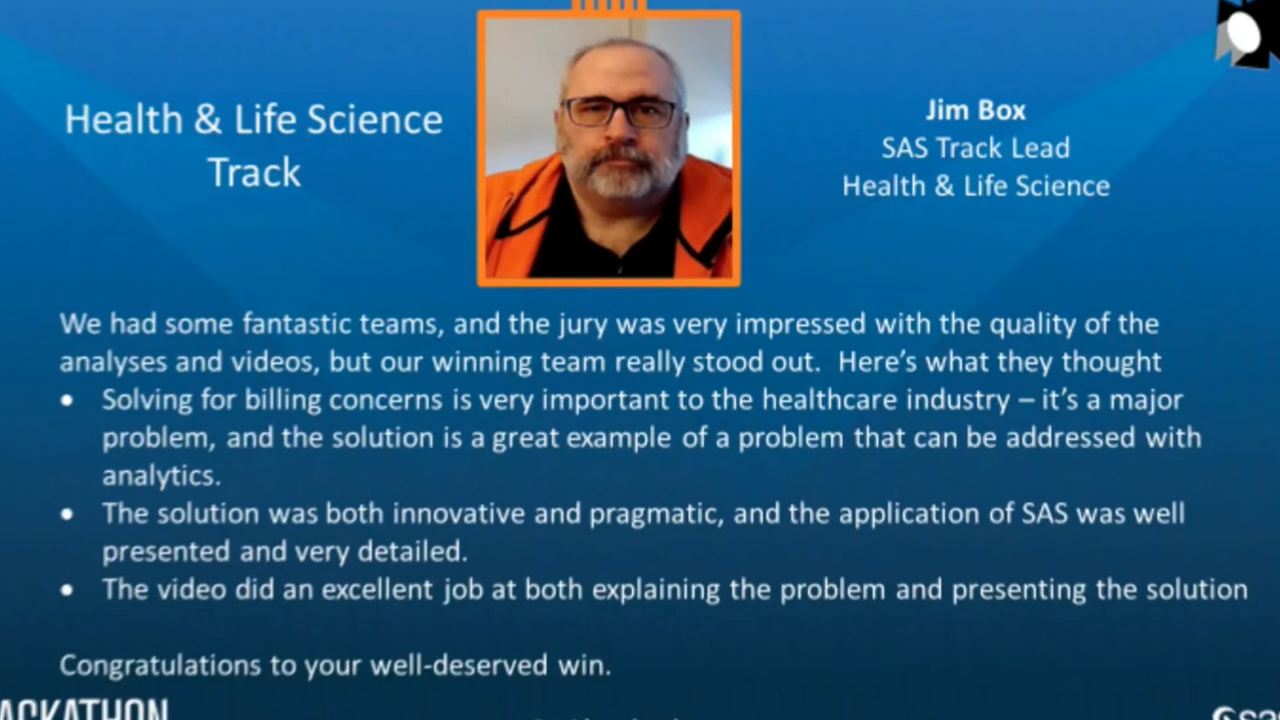 Health & Life Science
Track
Jim Box
SAS Track Lead
Health & Life Science
We had some fantastic teams, and the jury was very impressed with the quality of the
analyses and videos, but our winning team really stood out.  Here's what they thought
• Solving for billing concerns is very important to the healthcare industry – it's a major
problem, and the solution is a great example of a problem that can be addressed with
analytics.
• The solution was both innovative and pragmatic, and the application of SAS was well
presented and very detailed.
• The video did an excellent job at both explaining the problem and presenting the solution
Congratulations to your well-deserved win.
ACKATHON